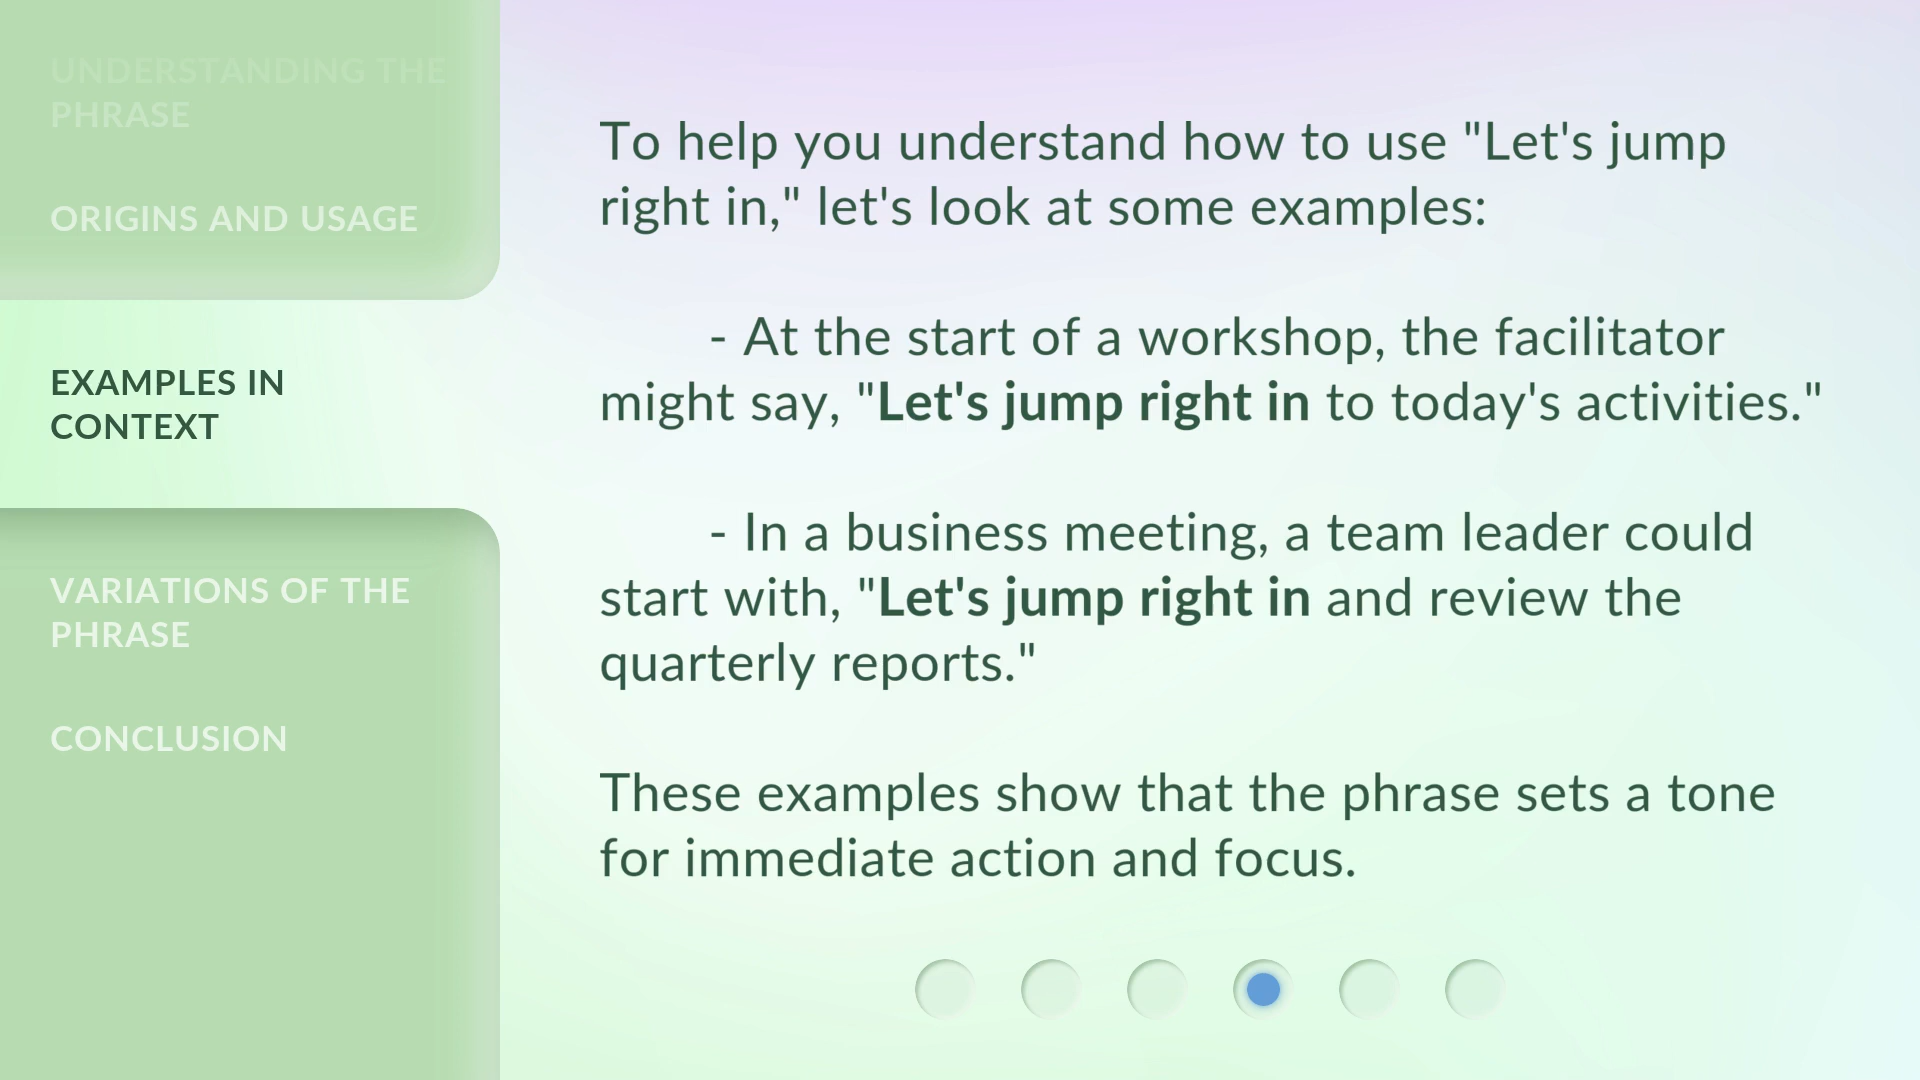 UNDERSTANDING THE
PHRASE
ORIGINS AND USAGE
EXAMPLES IN
CONTEXT
VARIATIONS OF THE
PHRASE
CONCLUSION
To help you understand how to use "Let's jump
right in," let's look at some examples:
- At the start of a workshop, the facilitator
might say, "Let's jump right in to today's activities."
- In a business meeting, a team leader could
start with, "Let's jump right in and review the
quarterly reports."
These examples show that the phrase sets a tone
for immediate action and focus.